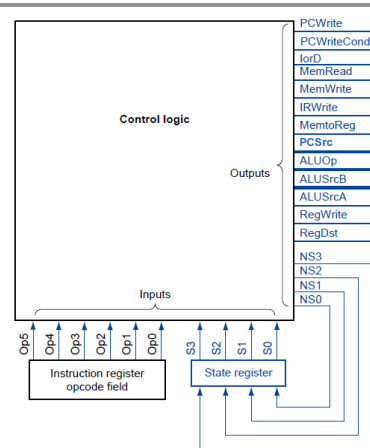 PCWrite
PCWriteCond
IorD
MemRead
MemWrite
IRWrite
MemtoReg
PCSrc
ALUOp
ALUSrcB
ALUSrcA
RegWrite
RegDst
NS3
NS2
NS1
NS0
Control logic
Outputs
Inputs
Op5
Op4
Op3
Op2
Op1
Op0
S3
S2
S1
S0
Instruction register
opcode field
State register